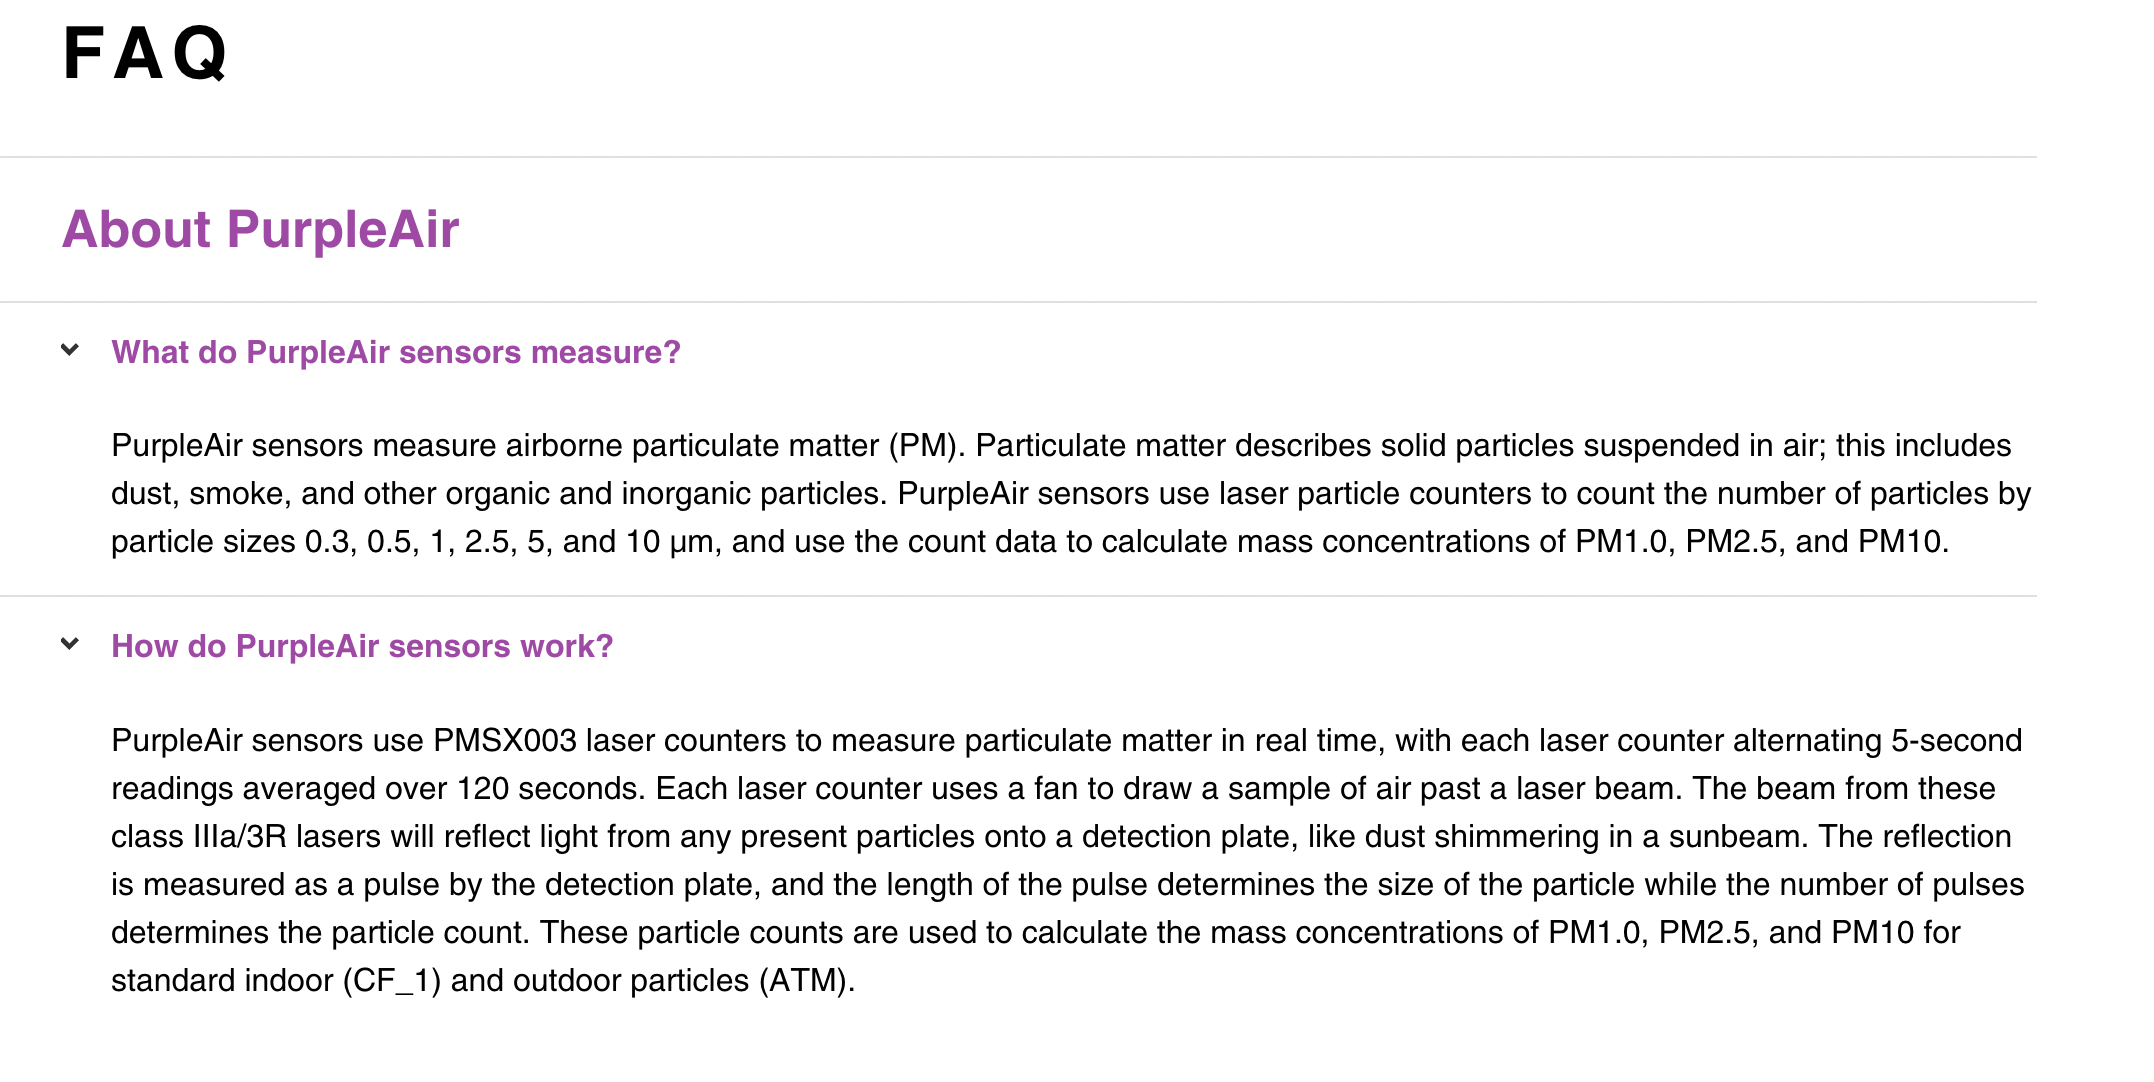 FAQ
About PurpleAir
What do PurpleAir sensors measure?
PurpleAir sensors measure airborne particulate matter (PM). Particulate matter describes solid particles suspended in air; this includes
dust, smoke, and other organic and inorganic particles. PurpleAir sensors use laser particle counters to count the number of particles by
particle sizes 0.3, 0.5, 1, 2.5, 5, and 10 μm, and use the count data to calculate mass concentrations of PM1.0, PM2.5, and PM10.
How do PurpleAir sensors work?
PurpleAir sensors use PMSX003 laser counters to measure particulate matter in real time, with each laser counter alternating 5-second
readings averaged over 120 seconds. Each laser counter uses a fan to draw a sample of air past a laser beam. The beam from these
class IIIa/3R lasers will reflect light from any present particles onto a detection plate, like dust shimmering in a sunbeam. The reflection
is measured as a pulse by the detection plate, and the length of the pulse determines the size of the particle while the number of pulses
determines the particle count. These particle counts are used to calculate the mass concentrations of PM1.0, PM2.5, and PM10 for
standard indoor (CF_1) and outdoor particles (ATM).